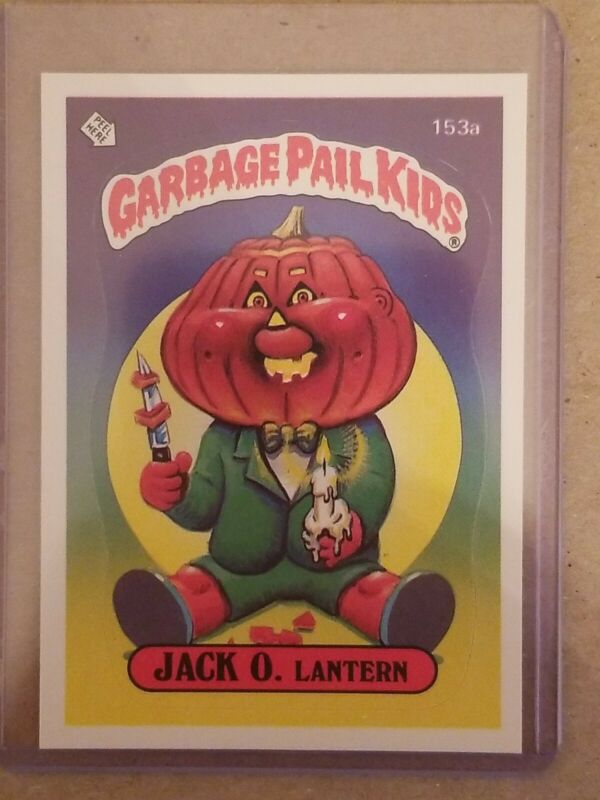 PEEL
HERE
153a
GARBAGE PAIL KIDS
®
JACK O. LANTERN